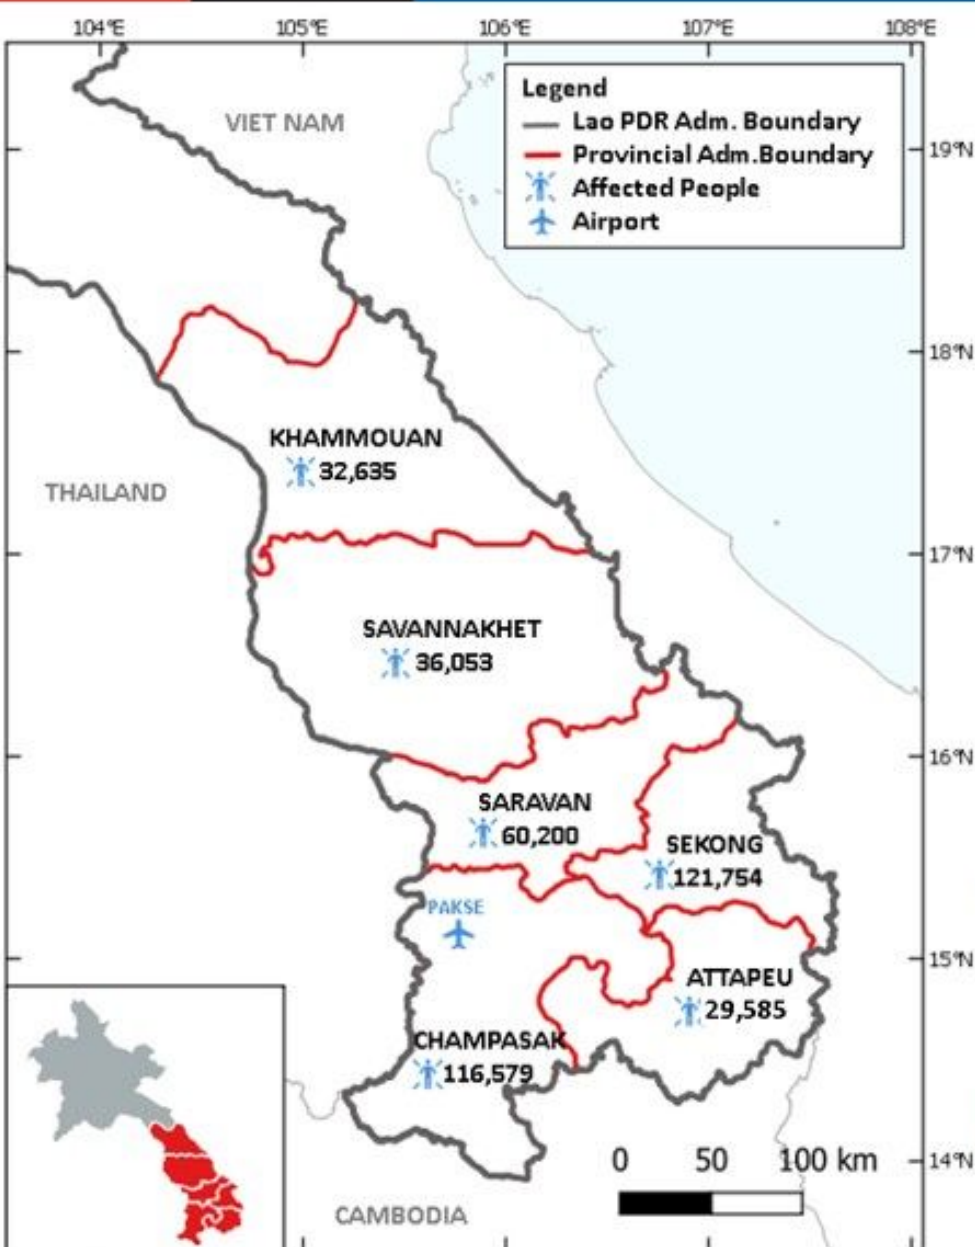 104°E 105°E 106°E 107°E 108°E
Legend
Lao PDR Adm. Boundary
Provincial Adm.Boundary
Affected People
Airport
VIET NAM
19°N
18°N
KHAMMOUAN
32,635
THAILAND
17°N
SAVANNAKHET
36,053
16°N
SARAVAN
60,200
SEKONG
121,754
PAKSE
15°N
ATTAPEU
29,585
CHAMPASAK
116,579
0 50 100 km
14°N
CAMBODIA